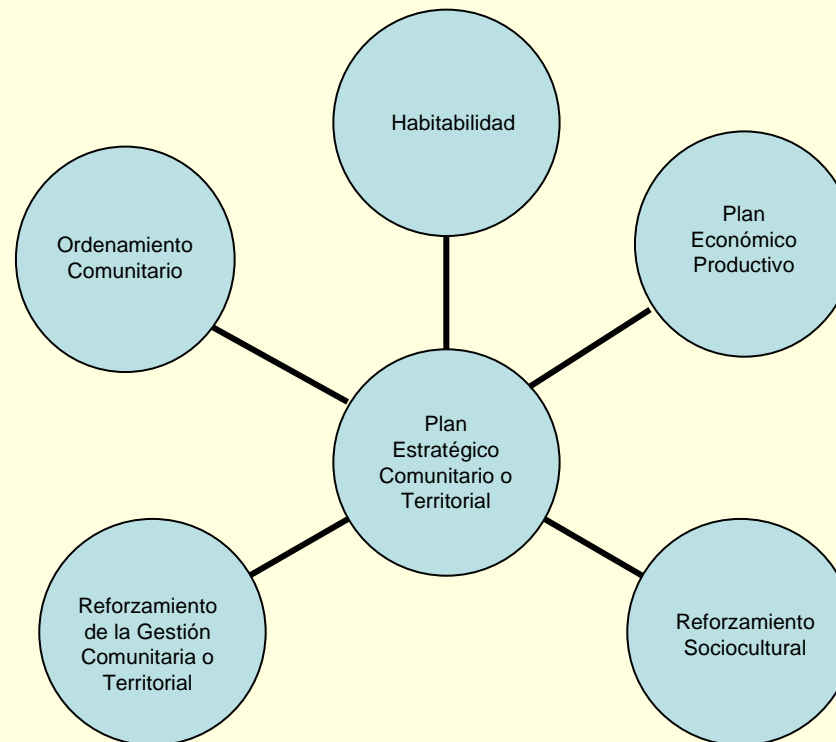 Habitabilidad
Ordenamiento
Comunitario
Plan
Económico
Productivo
Plan
Estratégico
Comunitario o
Territorial
Reforzamiento
de la Gestión
Comunitaria o
Territorial
Reforzamiento
Sociocultural